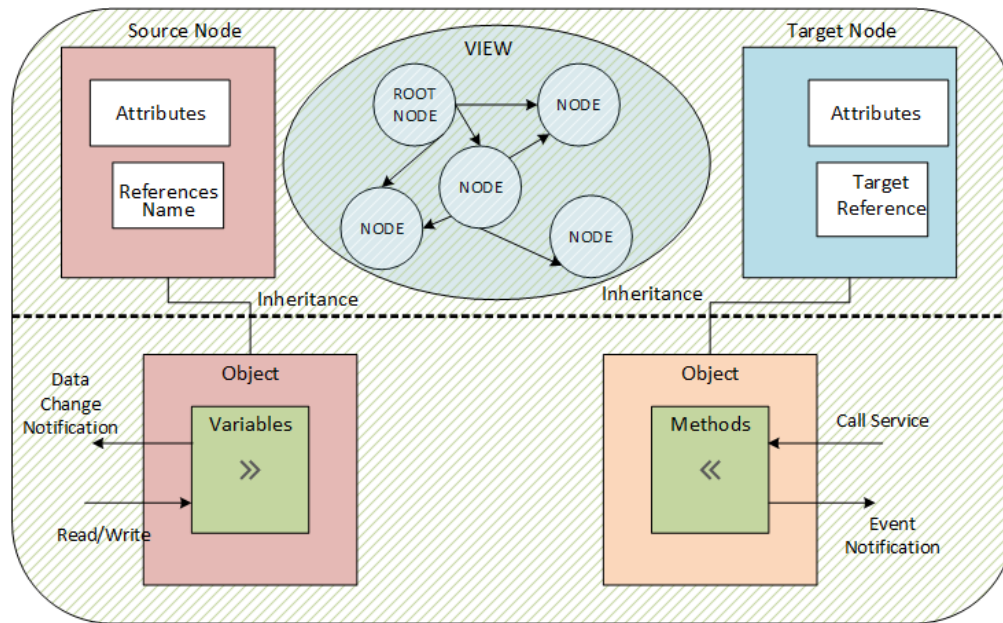 Source Node
Attributes
References
Name
VIEW
ROOT
NODE
NODE
NODE
NODE
NODE
Target Node
Attributes
Target
Reference
Inheritance
Inheritance
Object
Variables
Data
Change
Notification
Read/Write
Object
Methods
Call Service
Event
Notification